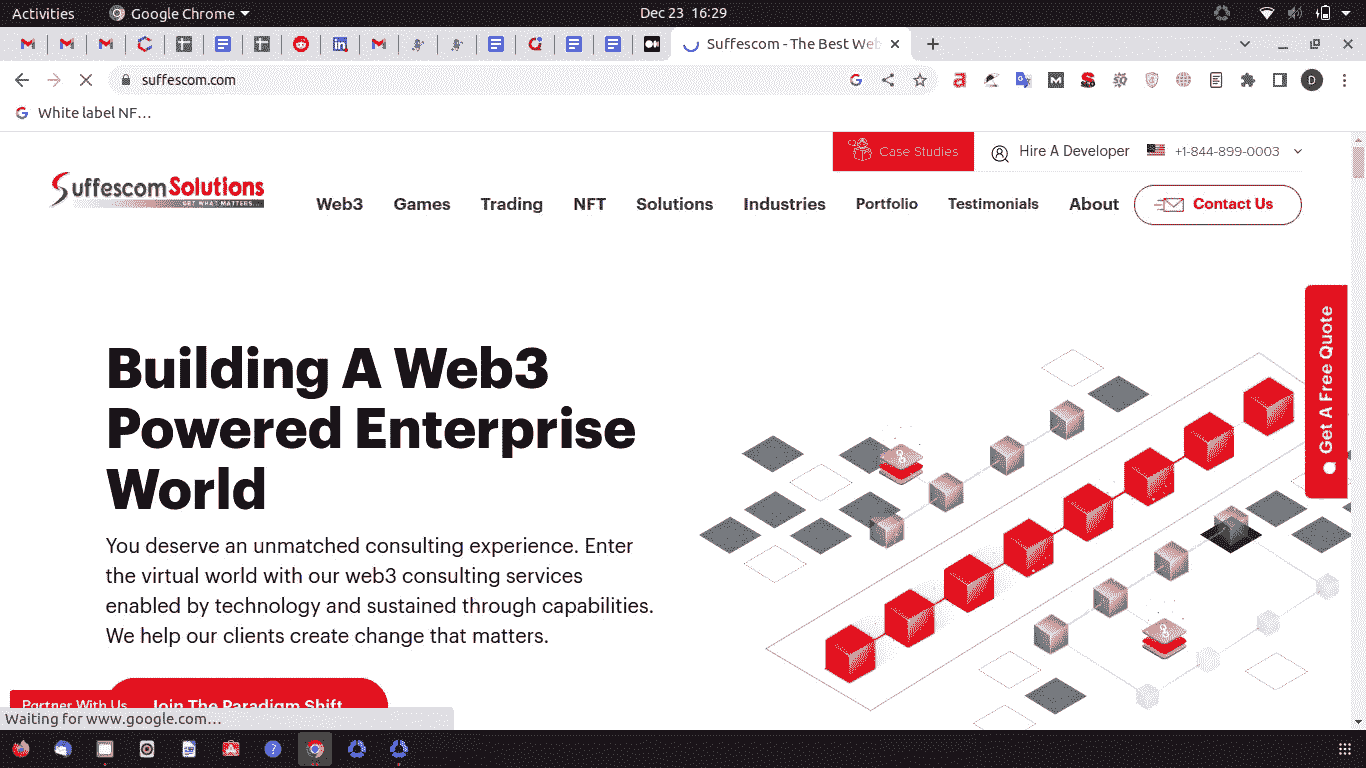 Activities
Google Chrome
Dec 23 16:29
Suffescom - The Best Web
suffescom.com
D
White label NF…
Case Studies
Hire A Developer
+1-844-899-0003
Suffescom Solutions
GET WHAT MATTERS...
Web3
Games
Trading
NFT
Solutions
Industries
Portfolio
Testimonials
About
Contact Us
Get A Free Quote
Building A Web3
Powered Enterprise
World
You deserve an unmatched consulting experience. Enter
the virtual world with our web3 consulting services
enabled by technology and sustained through capabilities.
We help our clients create change that matters.
Partner With Us
Join The Paradigm Shift
Waiting for www.google.com…